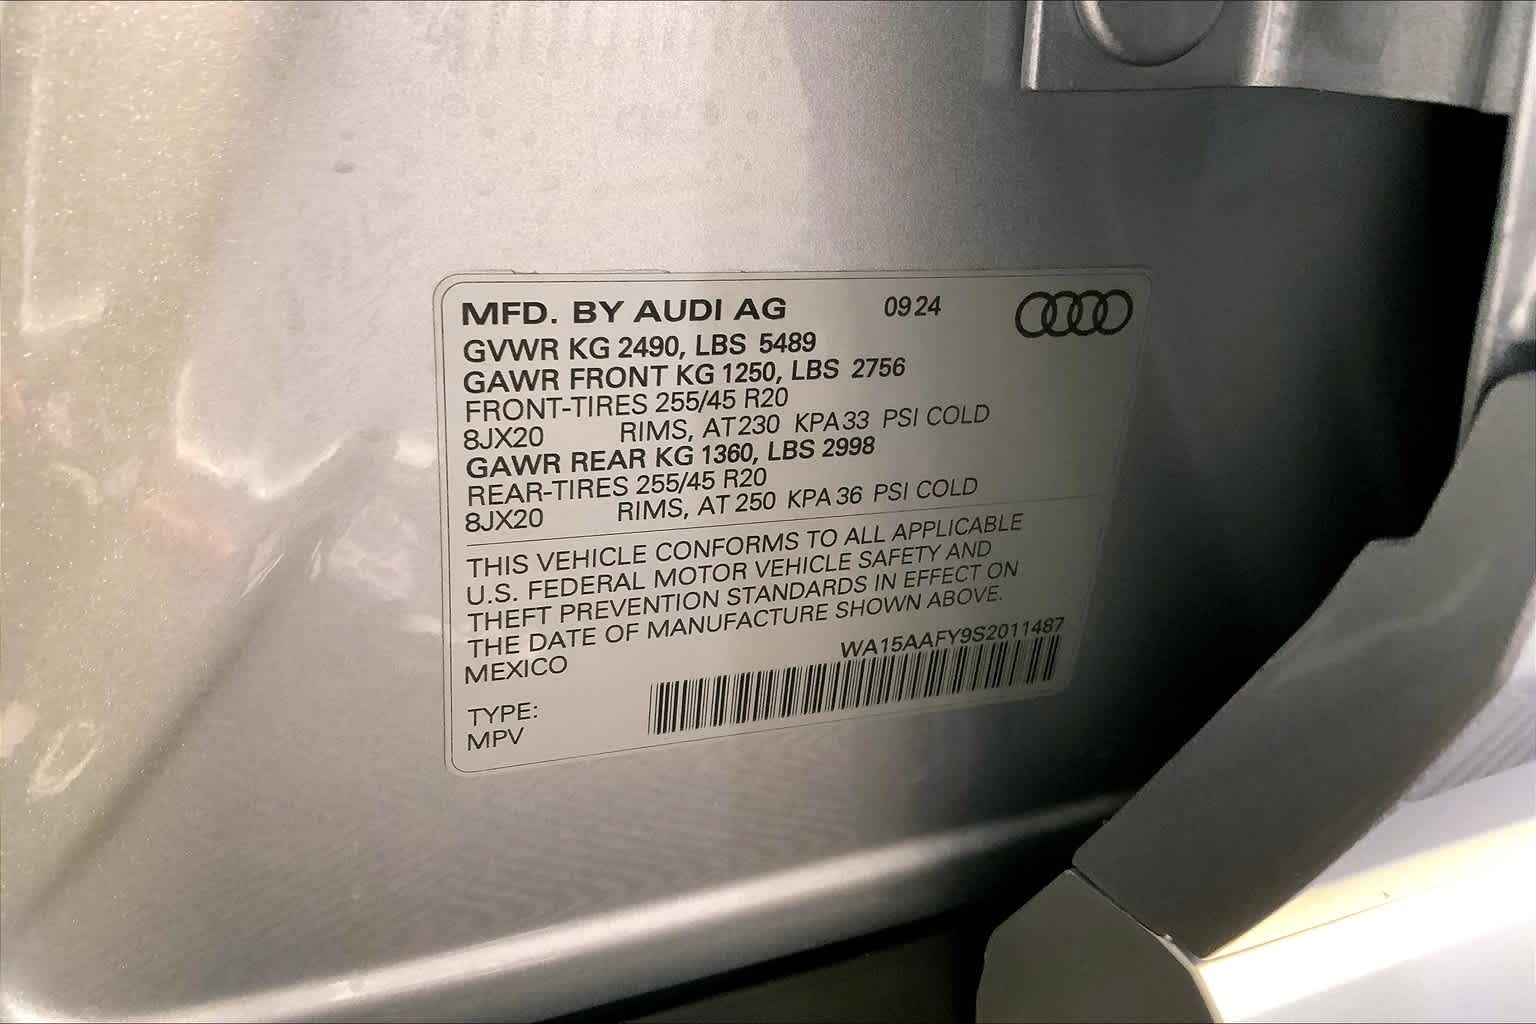 MFD. BY AUDI AG 0924
GVWR KG 2490, LBS 5489
GAWR FRONT KG 1250, LBS 2756
FRONT-TIRES 255/45 R20
8JX20 RIMS, AT 230 KPA 33 PSI COLD
GAWR REAR KG 1360, LBS 2998
REAR-TIRES 255/45 R20
8JX20 RIMS, AT 250 KPA 36 PSI COLD
THIS VEHICLE CONFORMS TO ALL APPLICABLE
U.S. FEDERAL MOTOR VEHICLE SAFETY AND
THEFT PREVENTION STANDARDS IN EFFECT ON
THE DATE OF MANUFACTURE SHOWN ABOVE.
MEXICO WA15AAFY9S2011487
TYPE:
MPV